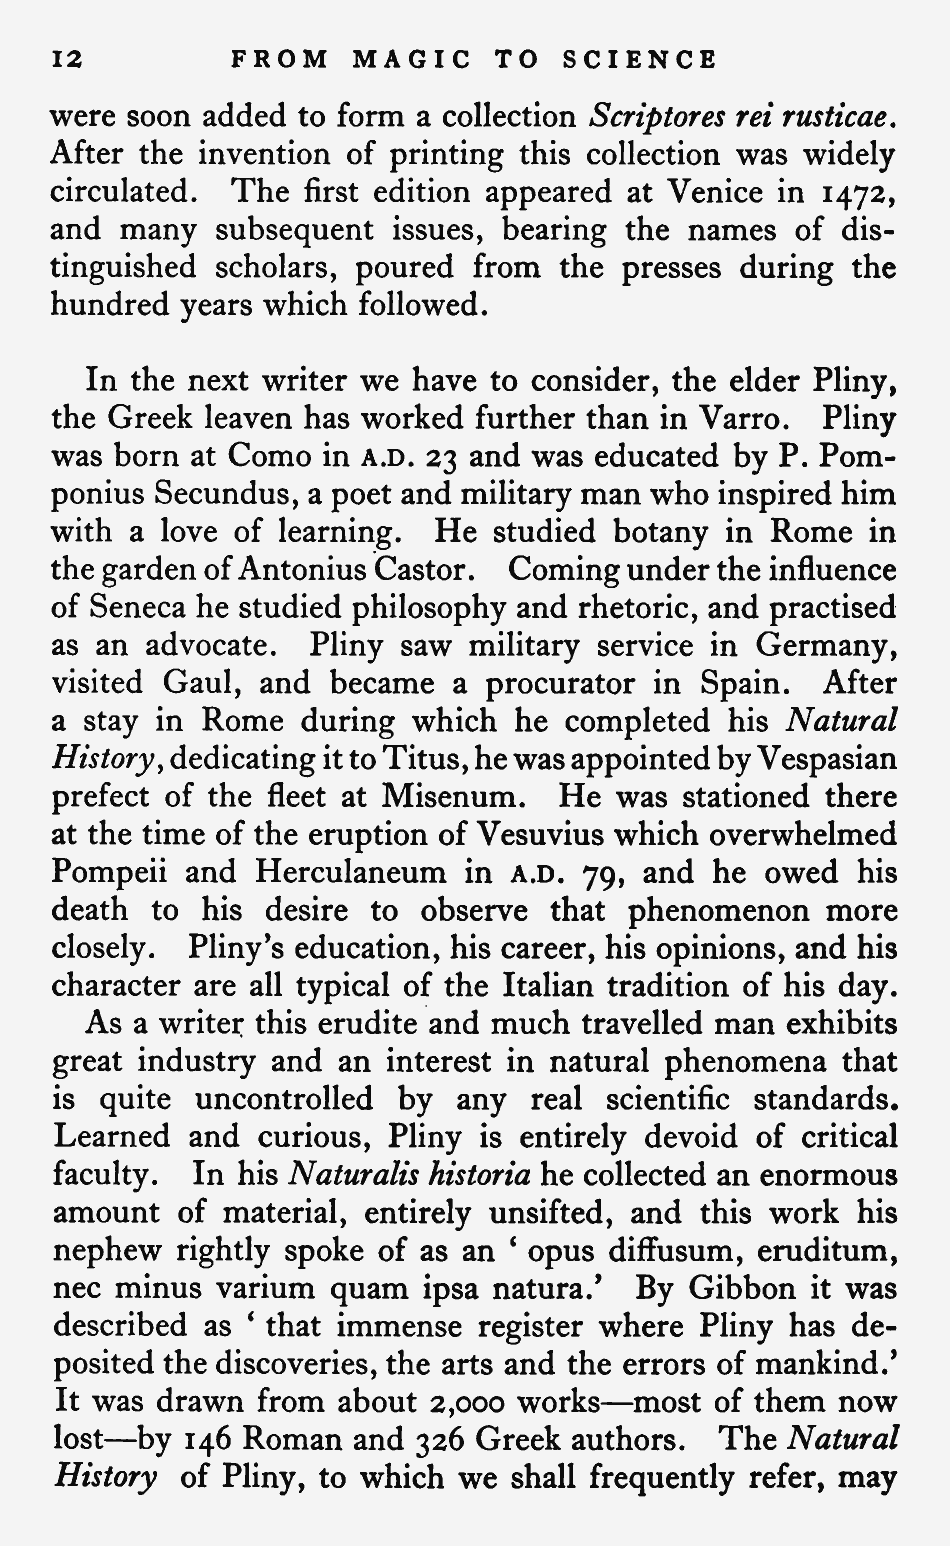 12 FROM MAGIC TO SCIENCE
were soon added to form a collection Scriptores rei rusticae.
After the invention of printing this collection was widely
circulated. The first edition appeared at Venice in 1472,
and many subsequent issues, bearing the names of dis-
tinguished scholars, poured from the presses during the
hundred years which followed.
In the next writer we have to consider, the elder Pliny,
the Greek leaven has worked further than in Varro. Pliny
was born at Como in A.D. 23 and was educated by P. Pom-
ponius Secundus, a poet and military man who inspired him
with a love of learning. He studied botany in Rome in
the garden of Antonius Castor. Coming under the influence
of Seneca he studied philosophy and rhetoric, and practised
as an advocate. Pliny saw military service in Germany,
visited Gaul, and became a procurator in Spain. After
a stay in Rome during which he completed his Natural
History, dedicating it to Titus, he was appointed by Vespasian
prefect of the fleet at Misenum. He was stationed there
at the time of the eruption of Vesuvius which overwhelmed
Pompeii and Herculaneum in A.D. 79, and he owed his
death to his desire to observe that phenomenon more
closely. Pliny's education, his career, his opinions, and his
character are all typical of the Italian tradition of his day.
As a writer this erudite and much travelled man exhibits
great industry and an interest in natural phenomena that
is quite uncontrolled by any real scientific standards.
Learned and curious, Pliny is entirely devoid of critical
faculty. In his Naturalis historia he collected an enormous
amount of material, entirely unsifted, and this work his
nephew rightly spoke of as an ‘ opus diffusum, eruditum,
nec minus varium quam ipsa natura.’ By Gibbon it was
described as ‘ that immense register where Pliny has de-
posited the discoveries, the arts and the errors of mankind.’
It was drawn from about 2,000 works—most of them now
lost—by 146 Roman and 326 Greek authors. The Natural
History of Pliny, to which we shall frequently refer, may